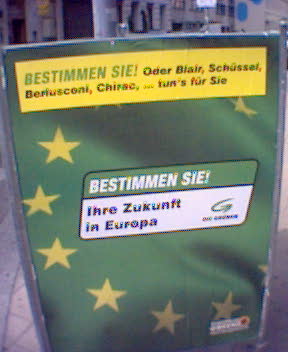 BESTIMMEN SIE! Oder Blair, Schüssel,
Berlusconi, Chirac, ... tun's für Sie
BESTIMMEN SIE!
Ihre Zukunft
in Europa
DIE GRÜNEN